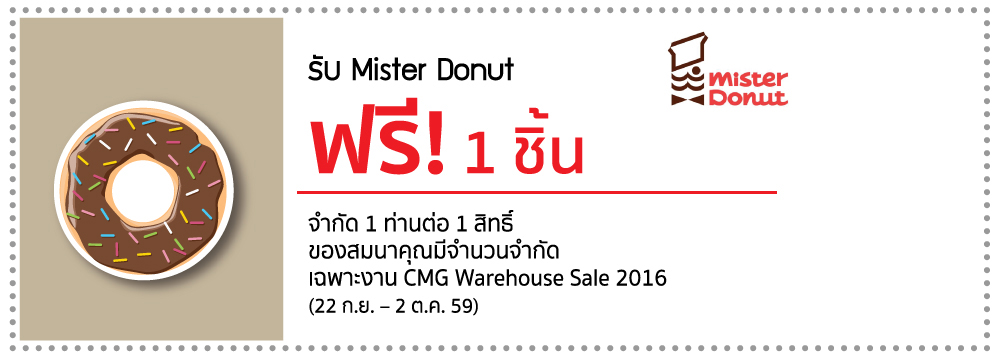 รับ Mister Donut
mister
Donut
ฟรี! 1 ชิ้น
จำกัด 1 ท่านต่อ 1 สิทธิ์
ของสมนาคุณมีจำนวนจำกัด
เฉพาะงาน CMG Warehouse Sale 2016
(22 ก.ย. – 2 ต.ค. 59)